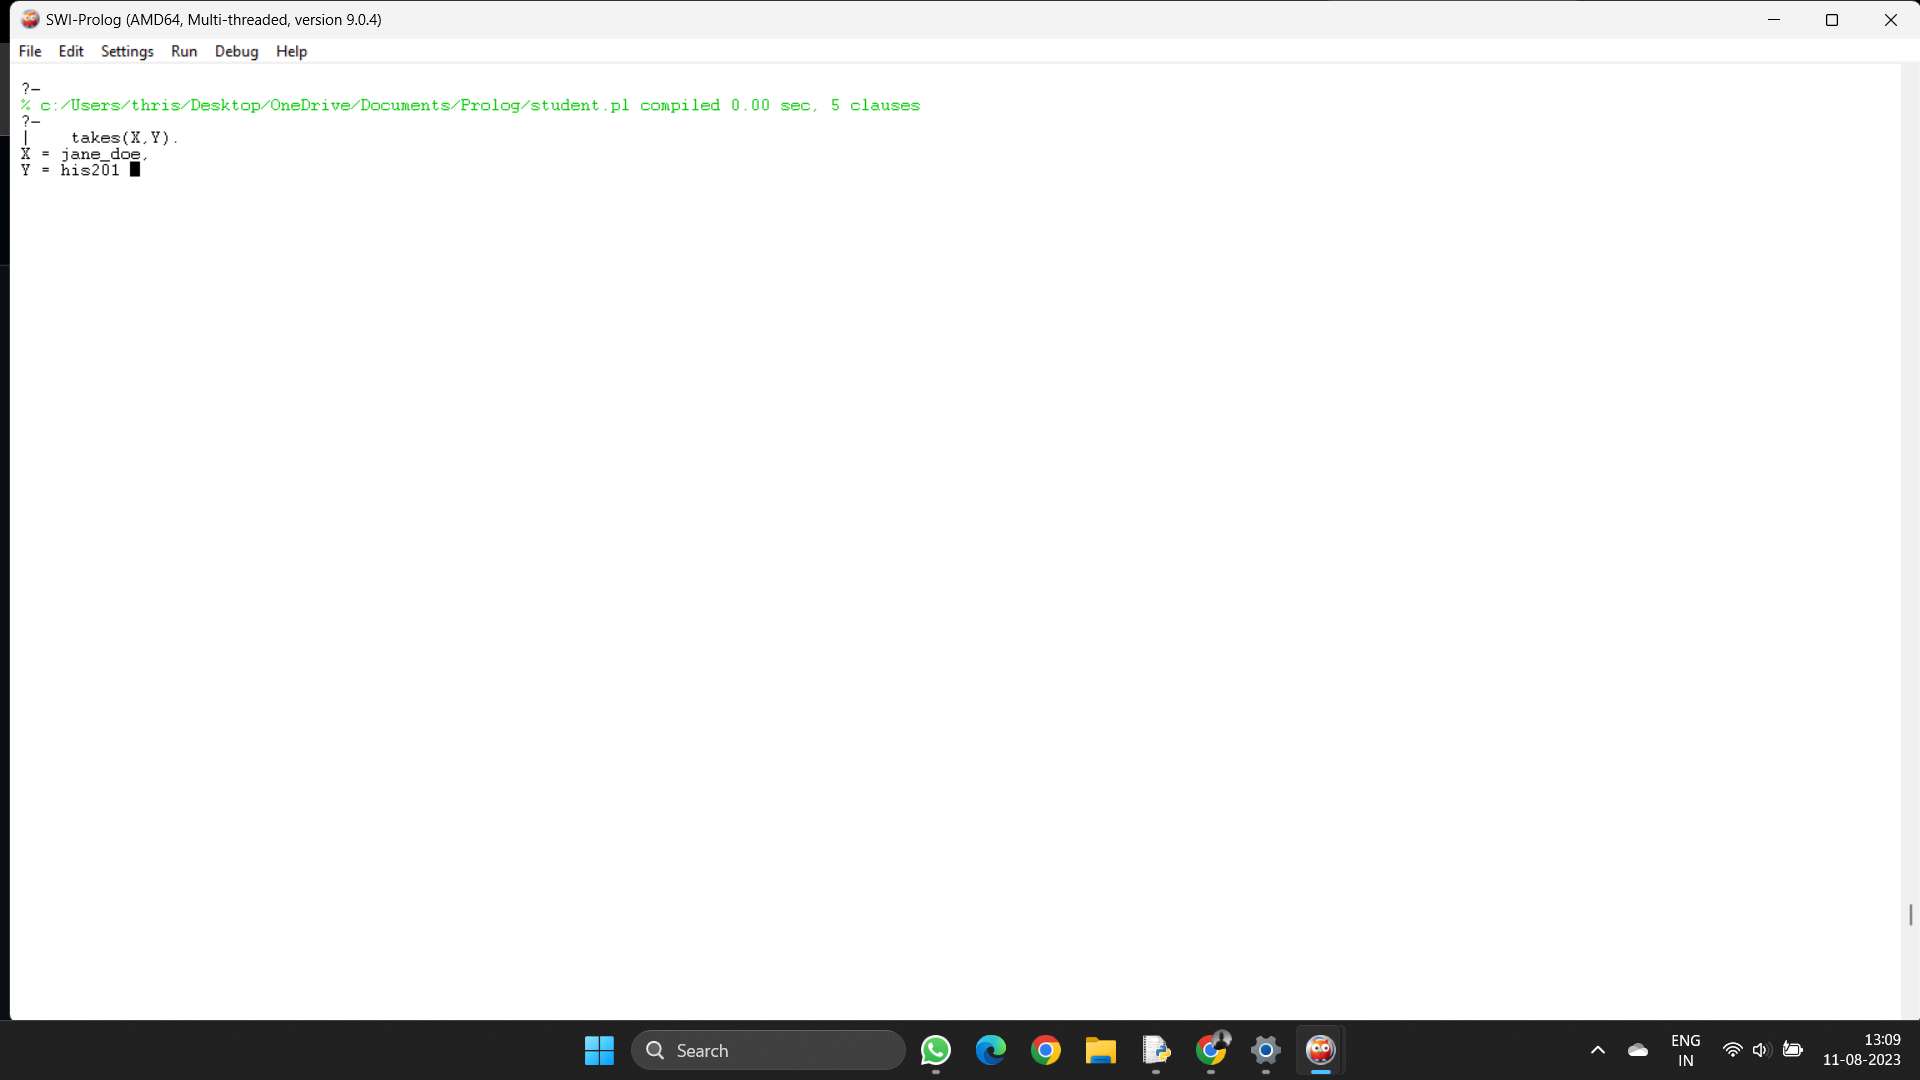 SWI-Prolog (AMD64, Multi-threaded, version 9.0.4)
File Edit Settings Run Debug Help
?-
% c:/Users/thris/Desktop/OneDrive/Documents/Prolog/student.pl compiled 0.00 sec, 5 clauses
?-
|    takes(X,Y).
X = jane_doe,
Y = his201
Search
ENG
IN
13:09
11-08-2023